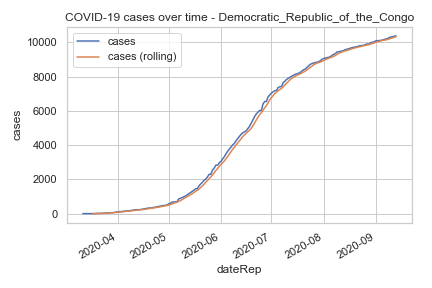 COVID-19 cases over time - Democratic_Republic_of_the_Congo
cases
cases (rolling)
10000
8000
6000
4000
2000
0
cases
2020-04
2020-05
2020-06
2020-07
2020-08
2020-09
dateRep